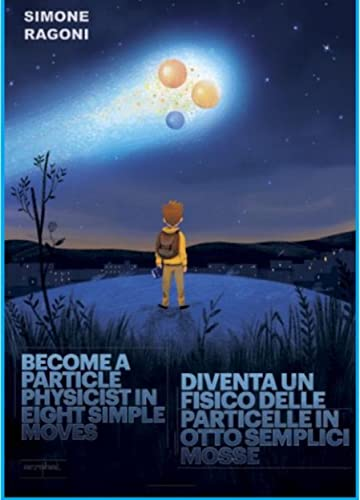 SIMONE
RAGONI
BECOME A
PARTICLE
PHYSICIST IN
EIGHT SIMPLE
MOVES
DIVENTA UN
FISICO DELLE
PARTICELLE IN
OTTO SEMPLICI
MOSSE